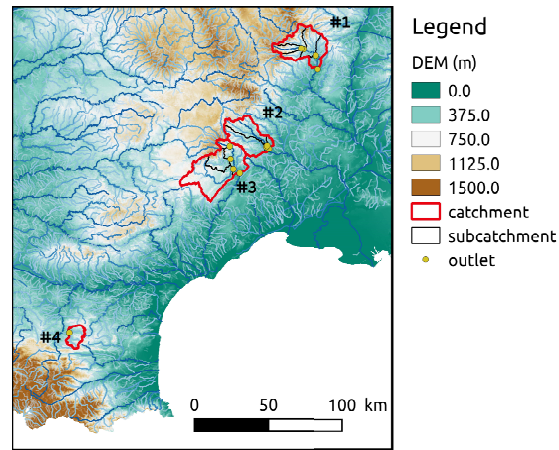 #1
#2
#3
#4
0 50 100 km
Legend
DEM (m)
0.0
375.0
750.0
1125.0
1500.0
catchment
subcatchment
outlet